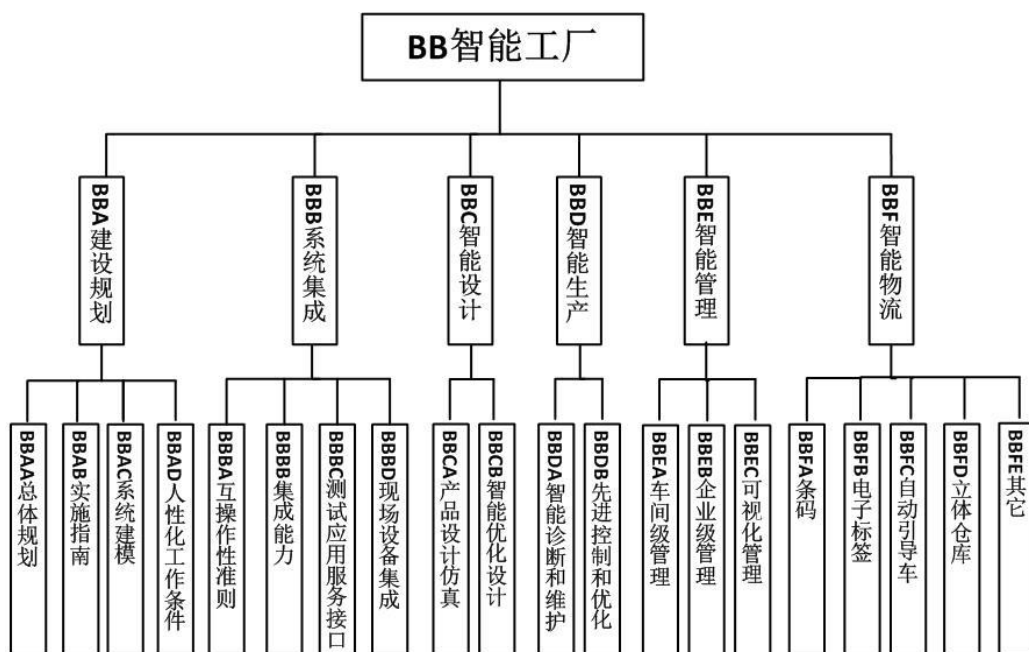 BB智能工厂
BBA建设规划
BBB系统集成
BBC智能设计
BBD智能生产
BBE智能管理
BBF智能物流
BBAA总体规划
BBAB实施指南
BBAC系统建模
BBAD人性化工作条件
BBBA互操作性准则
BBBB集成能力
BBBC测试应用服务接口
BBBD现场设备集成
BBCA产品设计仿真
BBCB智能优化设计
BBDA智能诊断和维护
BBDB先进控制和优化
BBEA车间级管理
BBEB企业级管理
BBEC可视化管理
BBFA条码
BBFB电子标签
BBFC自动引导车
BBFD立体仓库
BBFE其它